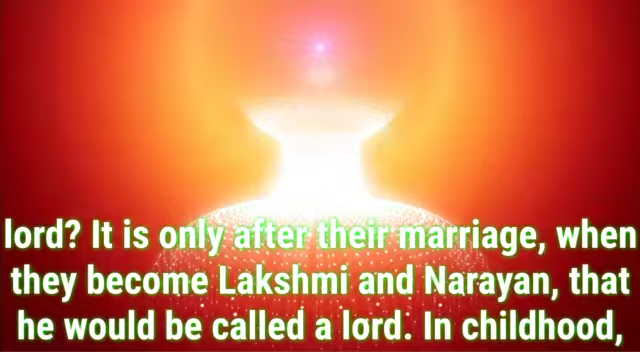 lord? It is only after their marriage, when
they become Lakshmi and Narayan, that
he would be called a lord. In childhood,